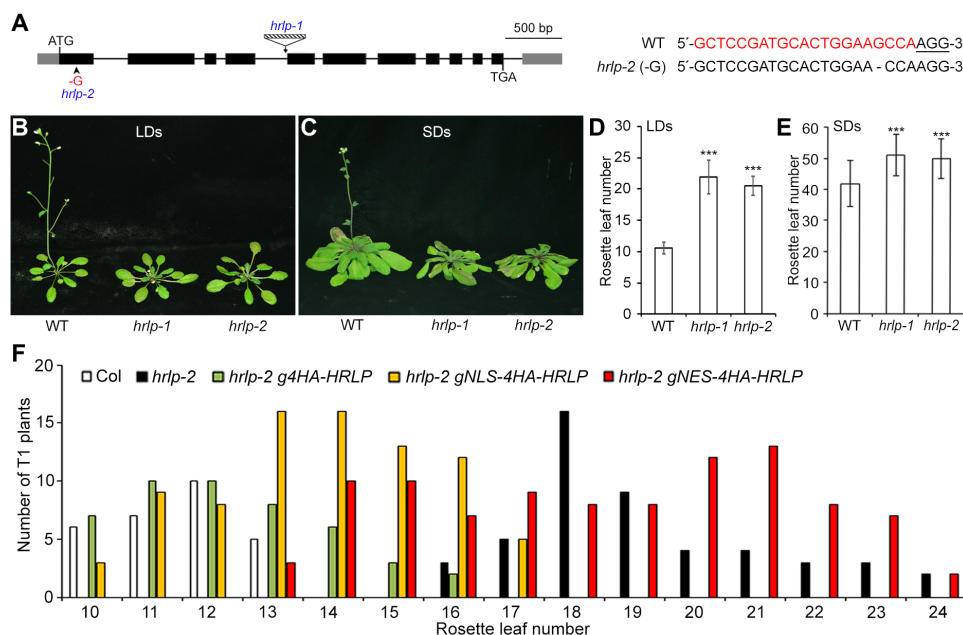 A
ATG
hrlp-1
500 bp
-G
hrlp-2
TGA
WT 5´-GCTCCGATGCACTGGAAGCCAAGG-3
hrlp-2 (-G) 5´-GCTCCGATGCACTGGAA - CCAAGG-3
B
LDs
WT hrlp-1 hrlp-2
C
SDs
WT hrlp-1 hrlp-2
D
LDs
Rosette leaf number
30
25
20
15
10
5
0
*** ***
WT hrlp-1 hrlp-2
E
SDs
Rosette leaf number
60
50
40
30
20
10
0
*** ***
WT hrlp-1 hrlp-2
F
Col hrlp-2 hrlp-2 g4HA-HRLP hrlp-2 gNLS-4HA-HRLP hrlp-2 gNES-4HA-HRLP
Number of T1 plants
20
15
10
5
0
10 11 12 13 14 15 16 17 18 19 20 21 22 23 24
Rosette leaf number